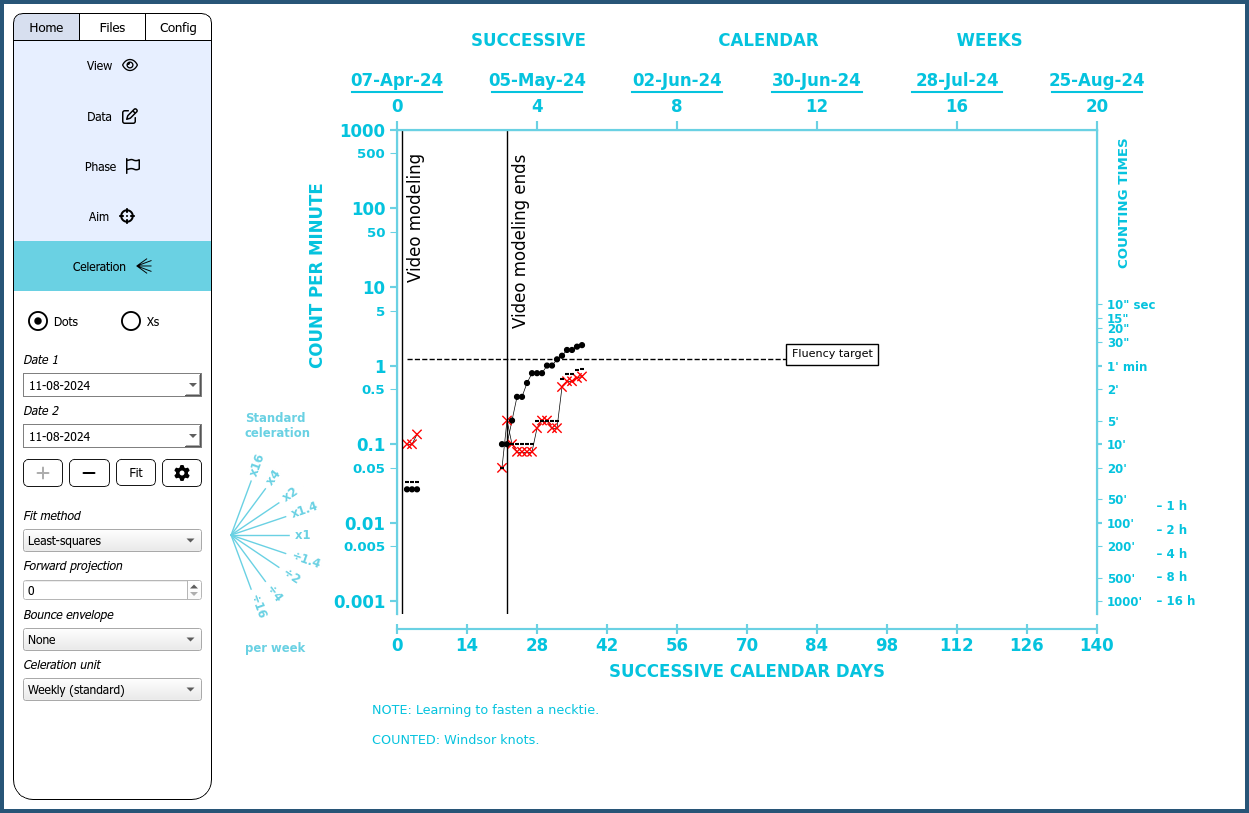 Home Files Config
View
Data
Phase
Aim
Celeration
Dots Xs
Date 1
11-08-2024
Date 2
11-08-2024
+ − Fit
Fit method
Least-squares
Forward projection
0
Bounce envelope
None
Celeration unit
Weekly (standard)
Standard
celeration
x16
x4
x2
x1.4
x1
÷1.4
÷2
÷4
÷16
per week
SUCCESSIVE CALENDAR WEEKS
07-Apr-24 05-May-24 02-Jun-24 30-Jun-24 28-Jul-24 25-Aug-24
0 4 8 12 16 20
COUNT PER MINUTE
1000
500
100
50
10
5
1
0.5
0.1
0.05
0.01
0.005
0.001
Video modeling
Video modeling ends
Fluency target
COUNTING TIMES
10" sec
15"
20"
30"
1' min
2'
5'
10'
20'
50'
100'
200'
500'
1000'
– 1 h
– 2 h
– 4 h
– 8 h
– 16 h
0 14 28 42 56 70 84 98 112 126 140
SUCCESSIVE CALENDAR DAYS
NOTE: Learning to fasten a necktie.
COUNTED: Windsor knots.